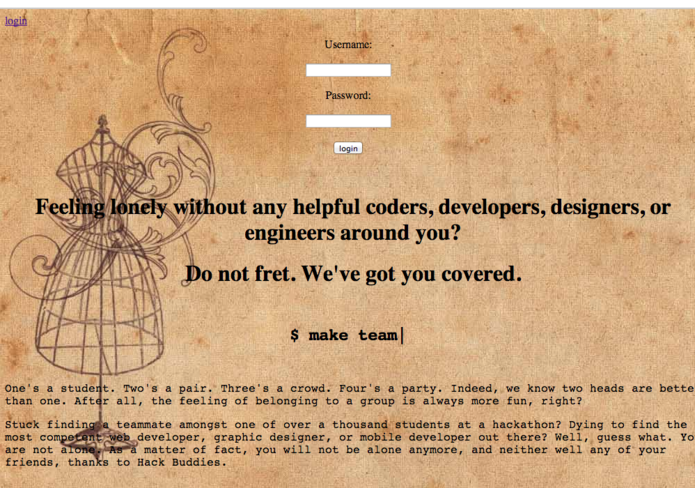 login
Username:
Password:
login
Feeling lonely without any helpful coders, developers, designers, or
engineers around you?
Do not fret. We've got you covered.
$ make team|
One's a student. Two's a pair. Three's a crowd. Four's a party. Indeed, we know two heads are bette
than one. After all, the feeling of belonging to a group is always more fun, right?
Stuck finding a teammate amongst one of over a thousand students at a hackathon? Dying to find the
most competent web developer, graphic designer, or mobile developer out there? Well, guess what. Yo
are not alone. As a matter of fact, you will not be alone anymore, and neither well any of your
friends, thanks to Hack Buddies.